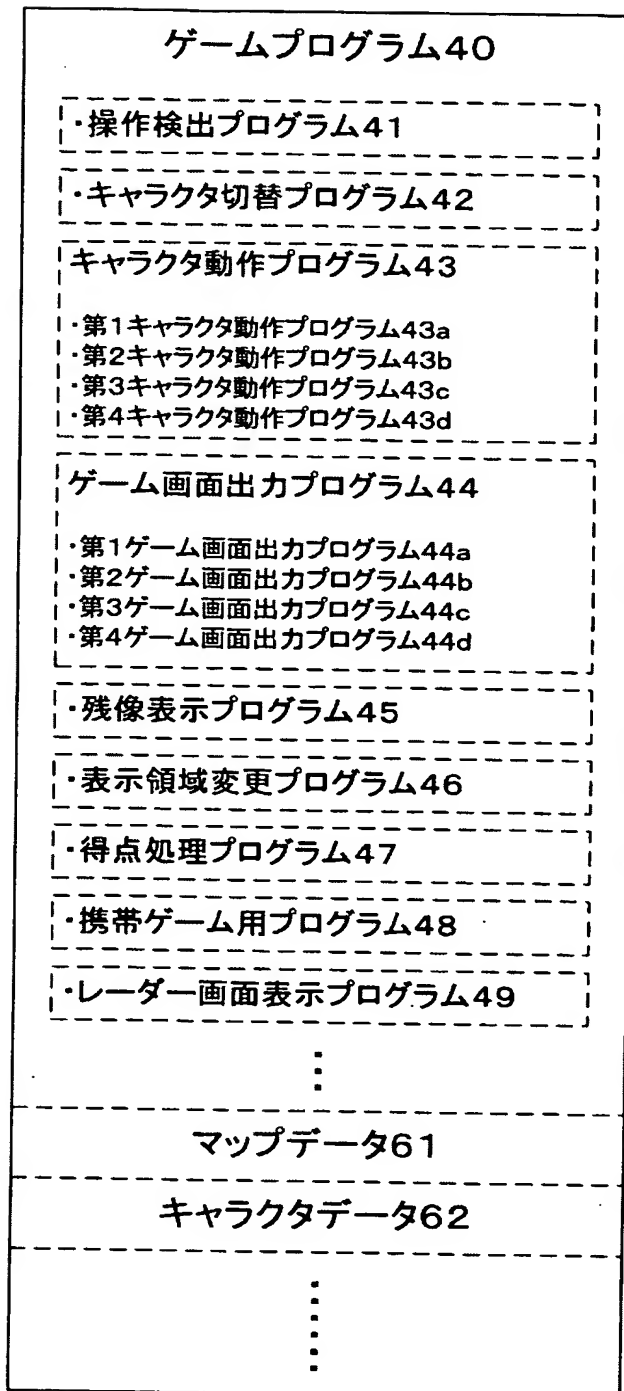 ゲームプログラム40
・操作検出プログラム41
・キャラクタ切替プログラム42
キャラクタ動作プログラム43
・第1キャラクタ動作プログラム43a
・第2キャラクタ動作プログラム43b
・第3キャラクタ動作プログラム43c
・第4キャラクタ動作プログラム43d
ゲーム画面出力プログラム44
・第1ゲーム画面出力プログラム44a
・第2ゲーム画面出力プログラム44b
・第3ゲーム画面出力プログラム44c
・第4ゲーム画面出力プログラム44d
・残像表示プログラム45
・表示領域変更プログラム46
・得点処理プログラム47
・携帯ゲーム用プログラム48
・レーダー画面表示プログラム49
マップデータ61
キャラクタデータ62